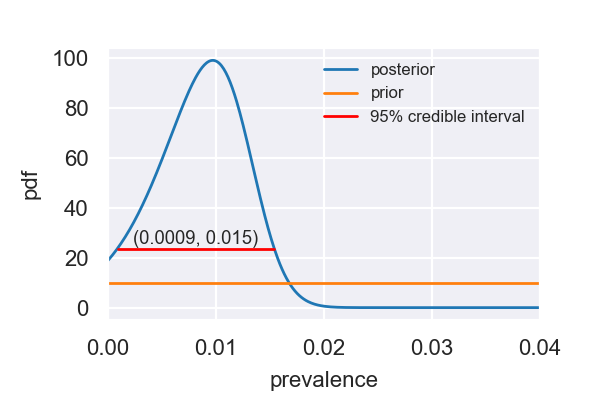 100
80
60
40
20
0
pdf
posterior
prior
95% credible interval
(0.0009, 0.015)
0.00 0.01 0.02 0.03 0.04
prevalence